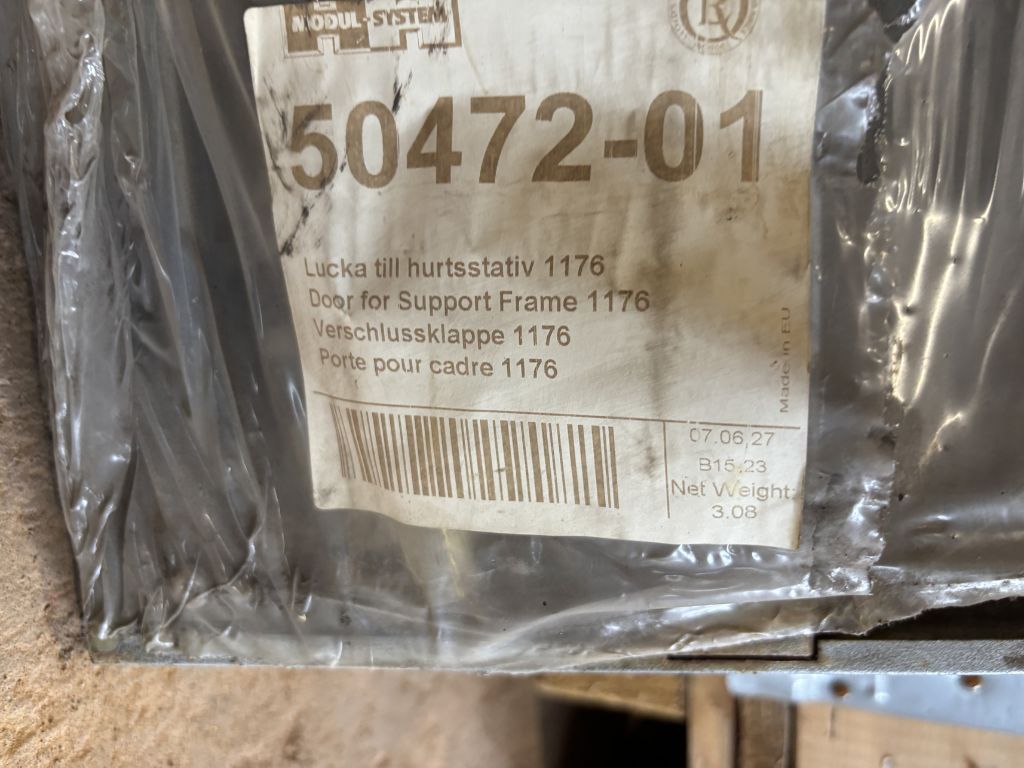 MODUL-SYSTEM
50472-01
Lucka till hurtsstativ 1176
Door for Support Frame 1176
Verschlussklappe 1176
Porte pour cadre 1176
Made in EU
07.06.27
B15.23
Net Weight:
3.08